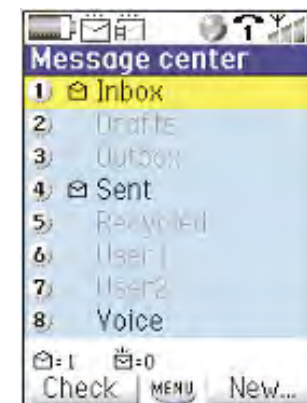 Message center
1) Inbox
2) Drafts
3) Outbox
4) Sent
5) Recycled
6) User1
7) User2
8) Voice
=1 =0
Check MENU New...